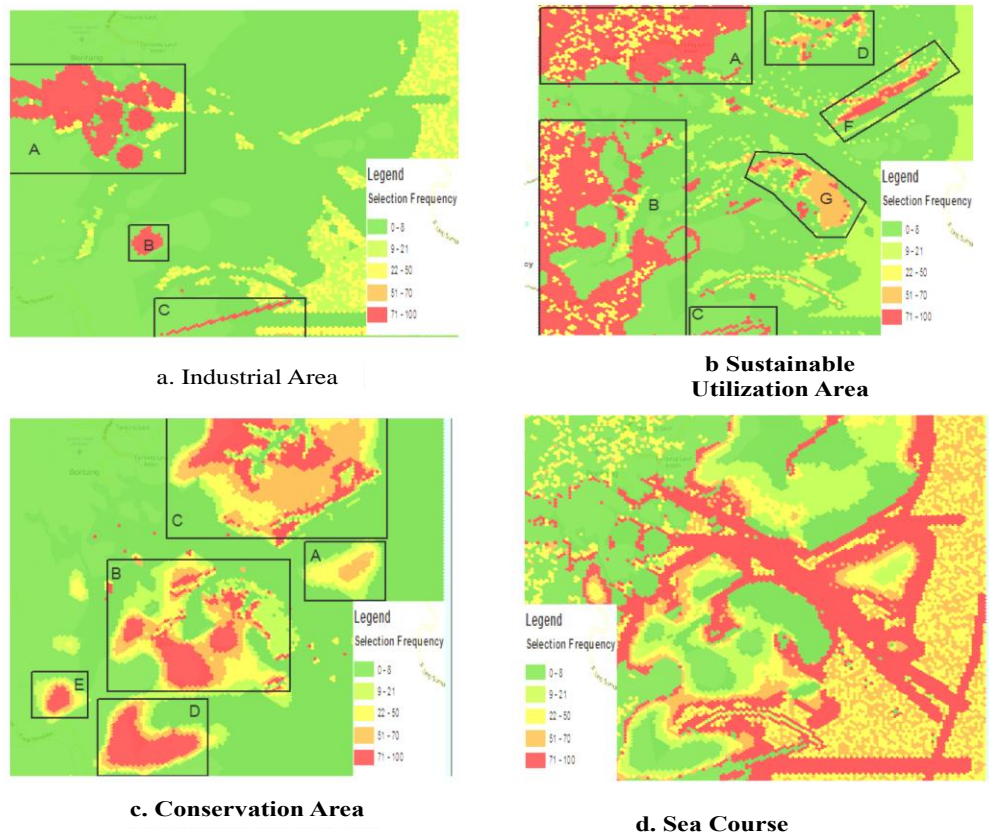 Bontang
A
B
C
Legend
Selection Frequency
0 - 8
9 - 21
22 - 50
51 - 70
71 - 100
a. Industrial Area
A
D
F
B
G
C
Legend
Selection Frequency
0 - 8
9 - 21
22 - 50
51 - 70
71 - 100
b Sustainable
Utilization Area
Bontang
C
A
B
E
D
Legend
Selection Frequency
0 - 8
9 - 21
22 - 50
51 - 70
71 - 100
c. Conservation Area
Legend
Selection Frequency
0 - 8
9 - 21
22 - 50
51 - 70
71 - 100
d. Sea Course